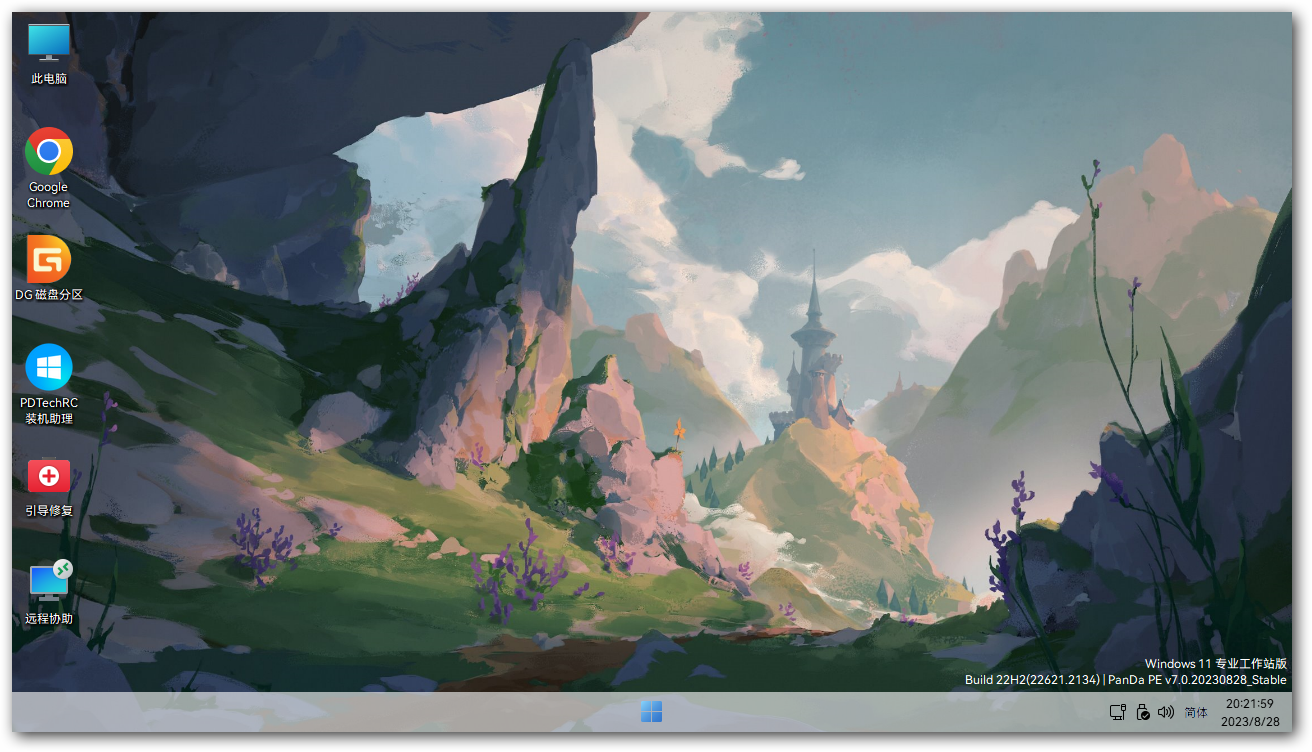 此电脑
Google
Chrome
DG磁盘分区
PDTechRC
装机助理
引导修复
远程协助
Windows 11 专业工作站版
Build 22H2(22621.2134) | PanDa PE v7.0.20230828_Stable
简体
20:21:59
2023/8/28